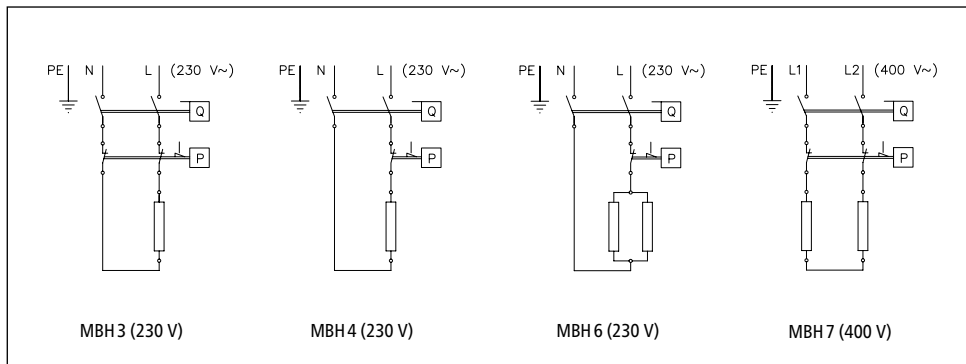 PE N L (230 V~) PE N L (230 V~) PE N L (230 V~) PE L1 L2 (400 V~)
Q Q Q Q
P P P P
MBH 3 (230 V) MBH 4 (230 V) MBH 6 (230 V) MBH 7 (400 V)